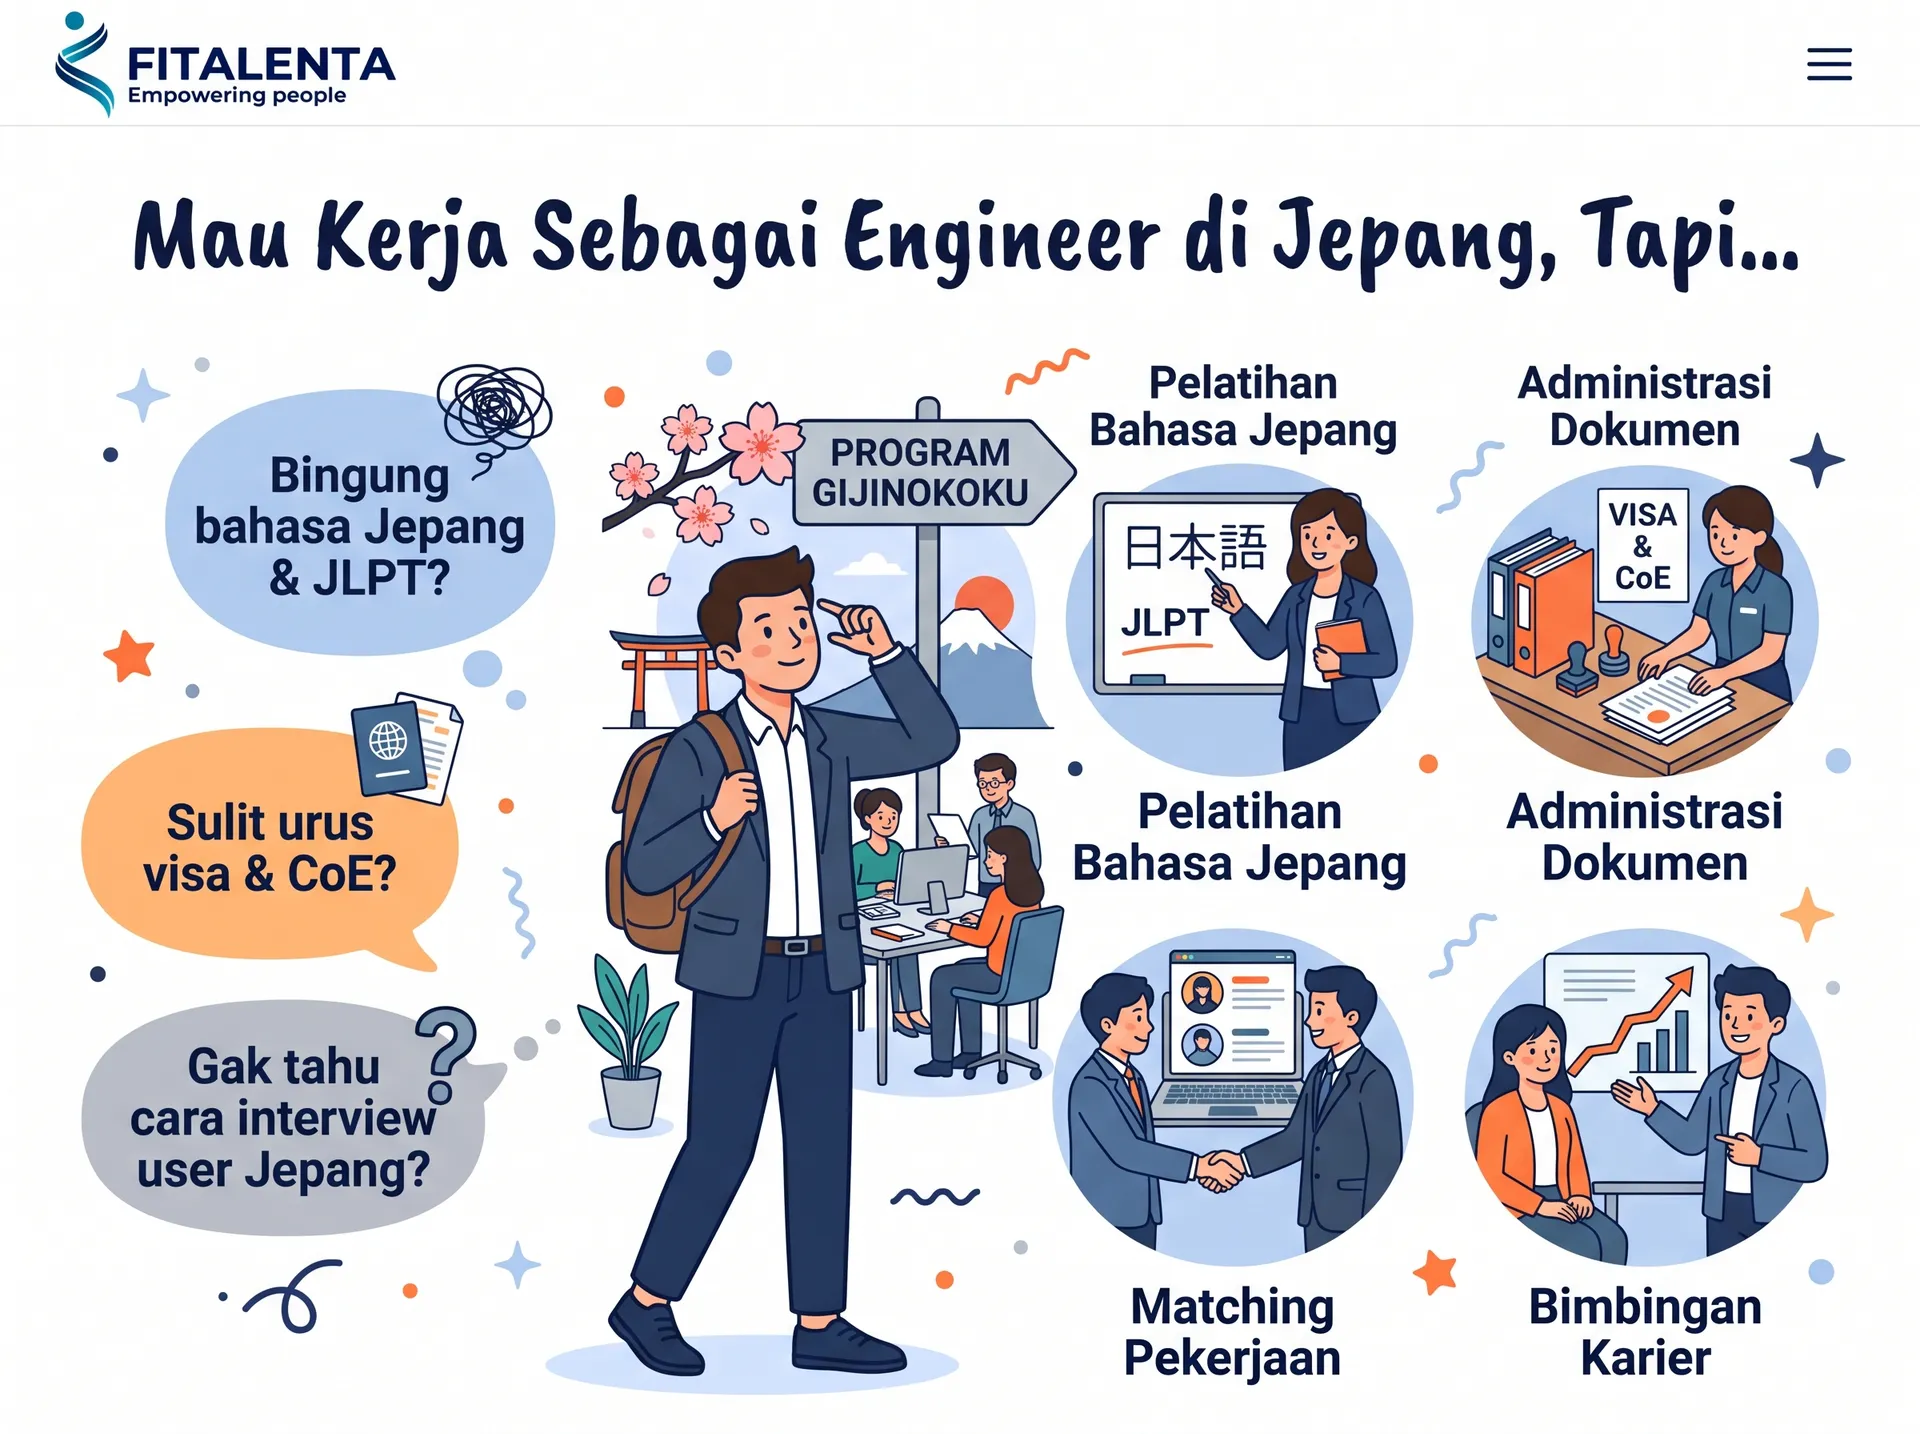 FITALENTA
Empowering people
Mau Kerja Sebagai Engineer di Jepang, Tapi...
Bingung
bahasa Jepang
& JLPT?
Sulit urus
visa & CoE?
Gak tahu
cara interview
user Jepang?
?
PROGRAM
GIJINOKOKU
Pelatihan
Bahasa Jepang
日本語
JLPT
Pelatihan
Bahasa Jepang
Administrasi
Dokumen
VISA
&
CoE
Administrasi
Dokumen
Matching
Pekerjaan
Bimbingan
Karier